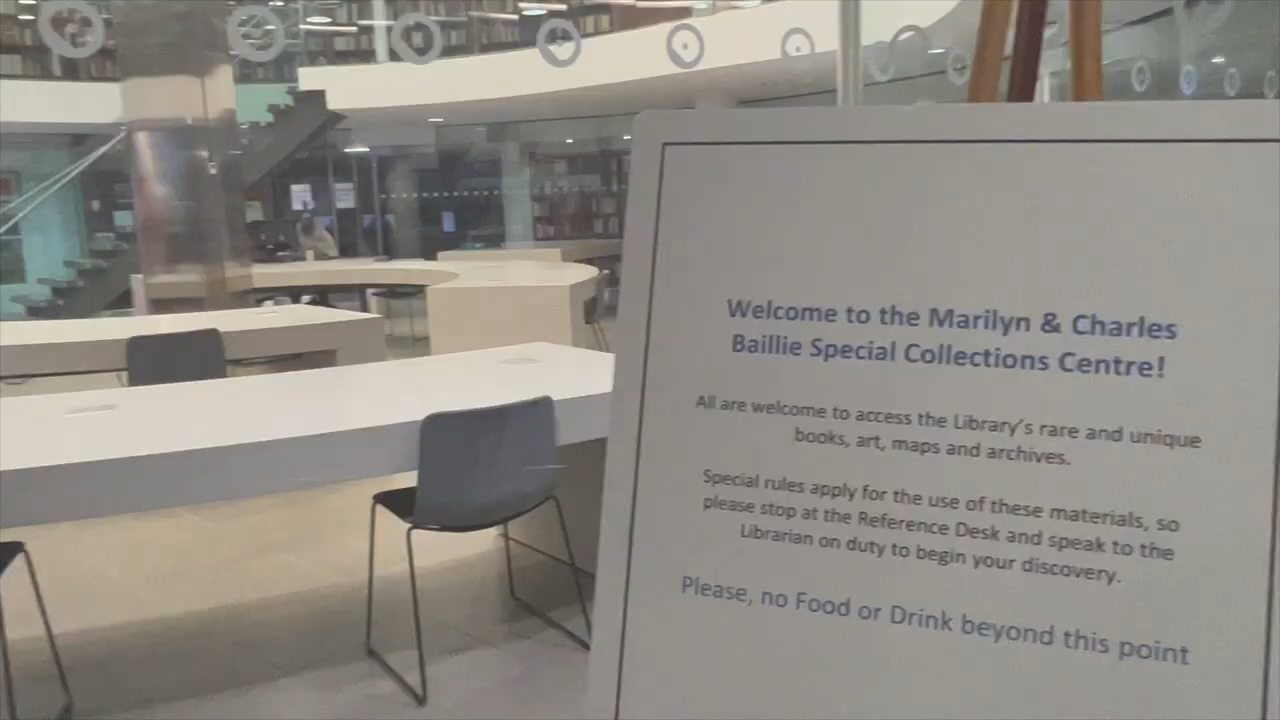 Welcome to the Marilyn & Charles
Baillie Special Collections Centre!
All are welcome to access the Library's rare and unique
books, art, maps and archives.
Special rules apply for the use of these materials, so
please stop at the Reference Desk and speak to the
Librarian on duty to begin your discovery.
Please, no Food or Drink beyond this point